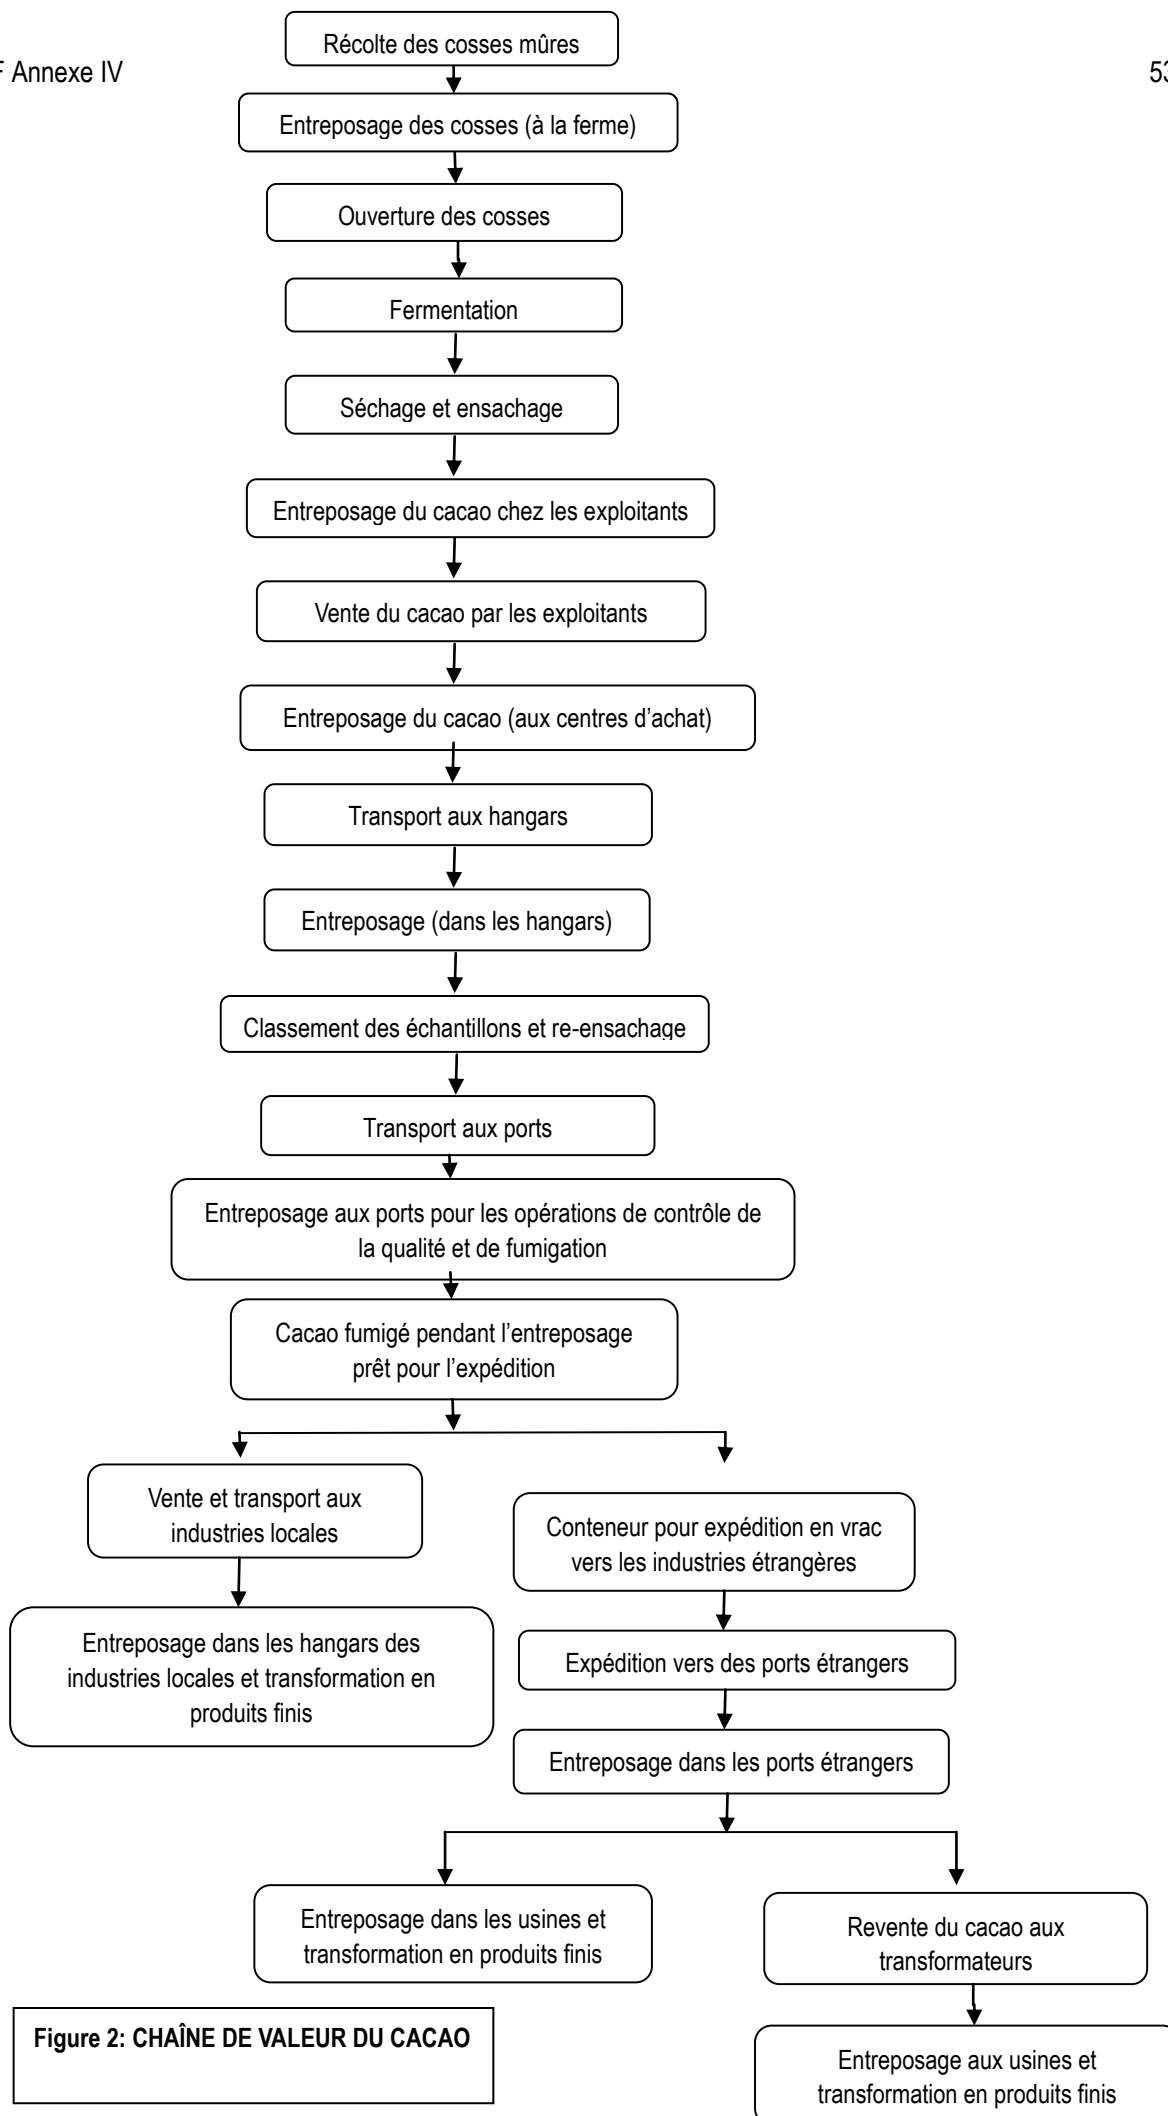 Récolte des cosses mûres
F Annexe IV
53
Entreposage des cosses (à la ferme)
Ouverture des cosses
Fermentation
Séchage et ensachage
Entreposage du cacao chez les exploitants
Vente du cacao par les exploitants
Entreposage du cacao (aux centres d’achat)
Transport aux hangars
Entreposage (dans les hangars)
Classement des échantillons et re-ensachage
Transport aux ports
Entreposage aux ports pour les opérations de contrôle de
la qualité et de fumigation
Cacao fumigé pendant l’entreposage
prêt pour l’expédition
Vente et transport aux
industries locales
Conteneur pour expédition en vrac
vers les industries étrangères
Entreposage dans les hangars des
industries locales et transformation en
produits finis
Expédition vers des ports étrangers
Entreposage dans les ports étrangers
Entreposage dans les usines et
transformation en produits finis
Revente du cacao aux
transformateurs
Figure 2: CHAÎNE DE VALEUR DU CACAO
Entreposage aux usines et
transformation en produits finis